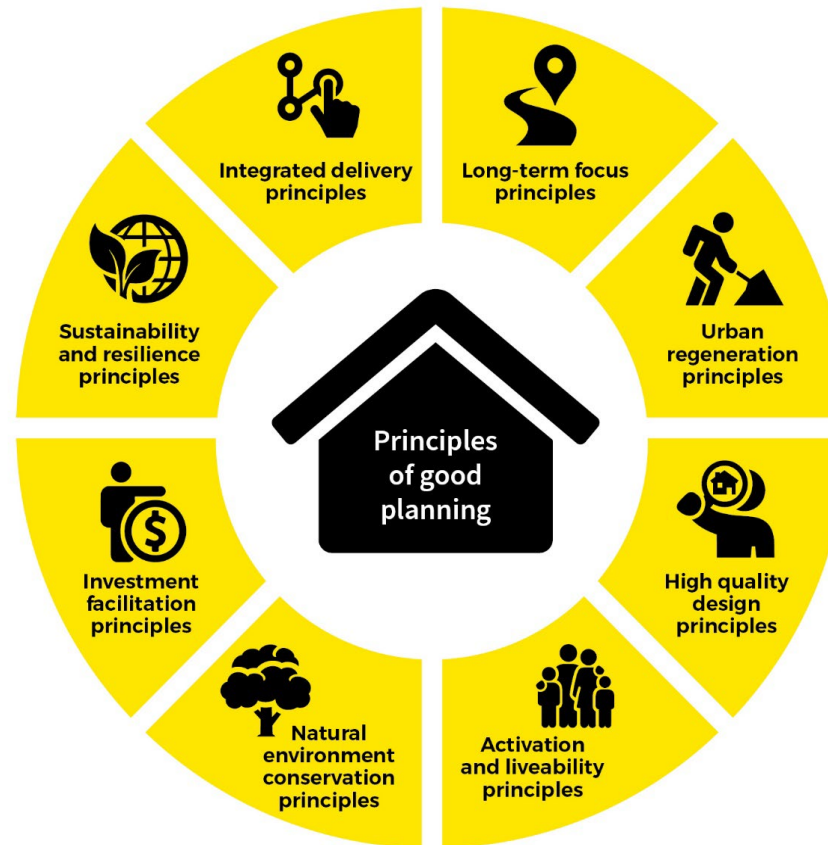 Integrated delivery
principles
Long-term focus
principles
Urban
regeneration
principles
High quality
design
principles
Activation
and liveability
principles
Natural
environment
conservation
principles
Investment
facilitation
principles
$
Sustainability
and resilience
principles
Principles
of good
planning